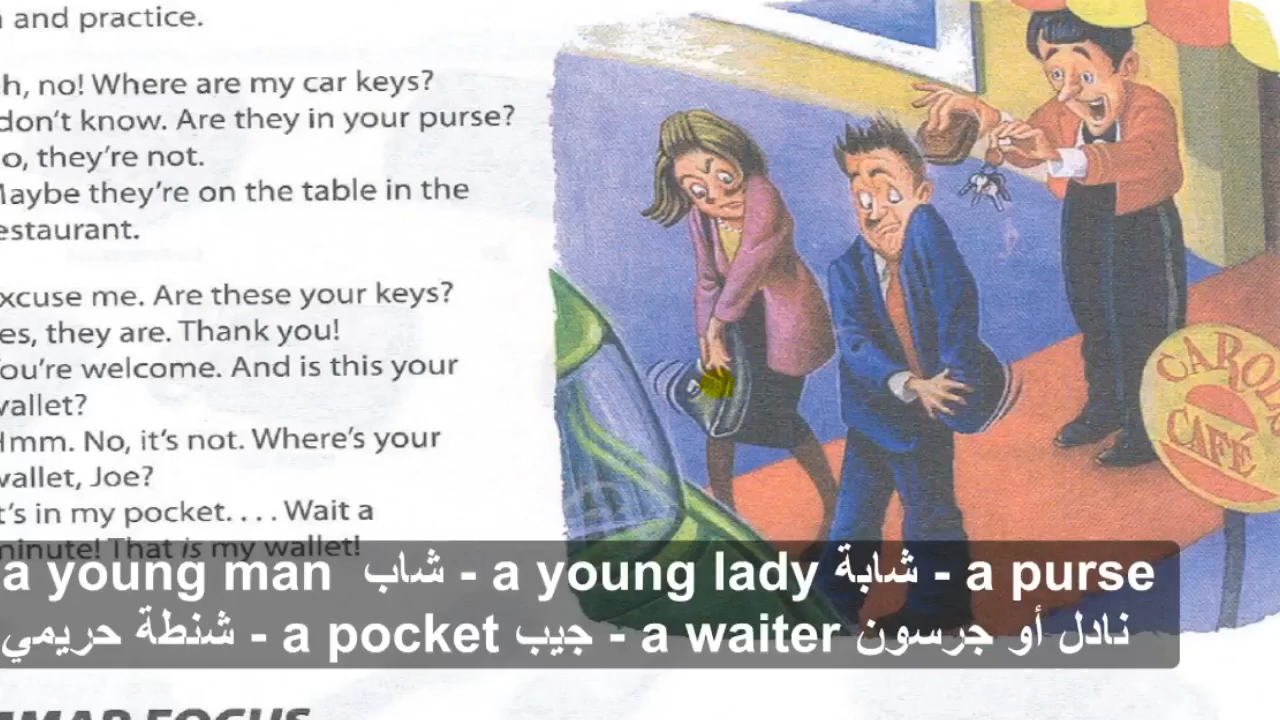 and practice.
h, no! Where are my car keys?
don't know. Are they in your purse?
o, they're not.
Maybe they're on the table in the
estaurant.
xcuse me. Are these your keys?
es, they are. Thank you!
You're welcome. And is this your
wallet?
Hmm. No, it's not. Where's your
wallet, Joe?
t's in my pocket. . . . Wait a
minute! That is my wallet!
CAROL
CAFÉ
a young man شاب - a young lady شابة - a purse
شنطة حريمي - a pocket جيب - a waiter نادل أو جرسون
MMAR FOCUS